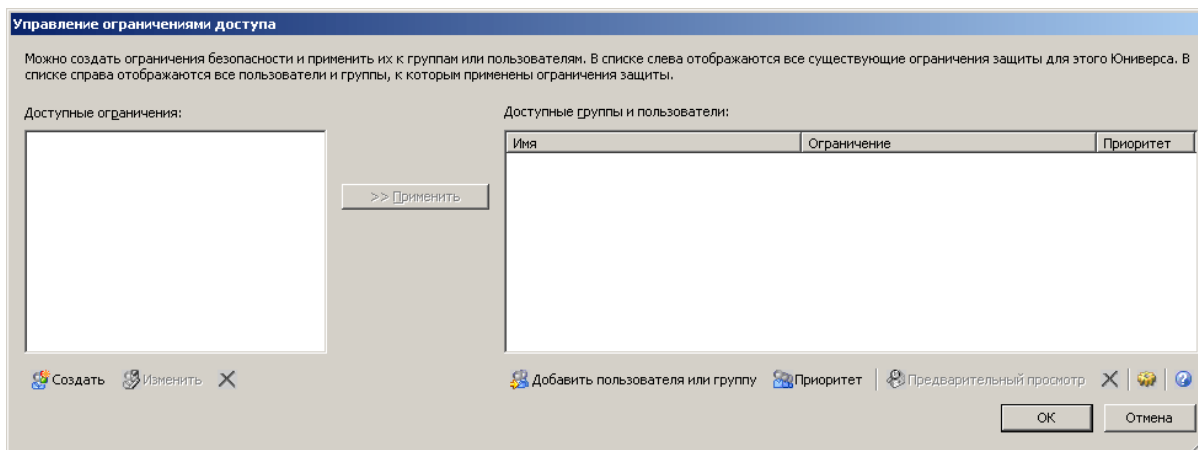 Управление ограничениями доступа
Можно создать ограничения безопасности и применить их к группам или пользователям. В списке слева отображаются все существующие ограничения защиты для этого Юниверса. В
списке справа отображаются все пользователи и группы, к которым применены ограничения защиты.
Доступные ограничения:
Доступные группы и пользователи:
Имя Ограничение Приоритет
>> Применить
Создать Изменить
Добавить пользователя или группу Приоритет Предварительный просмотр
OK Отмена